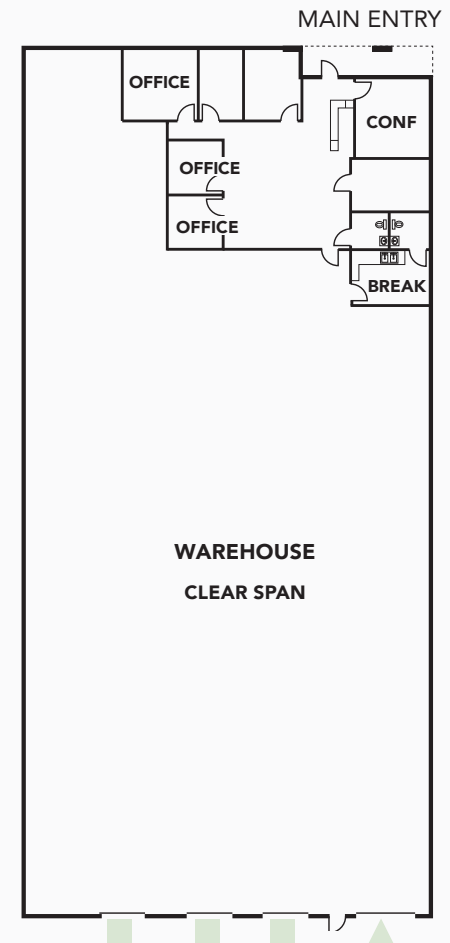 MAIN ENTRY
OFFICE
CONF
OFFICE
OFFICE
BREAK
WAREHOUSE
CLEAR SPAN